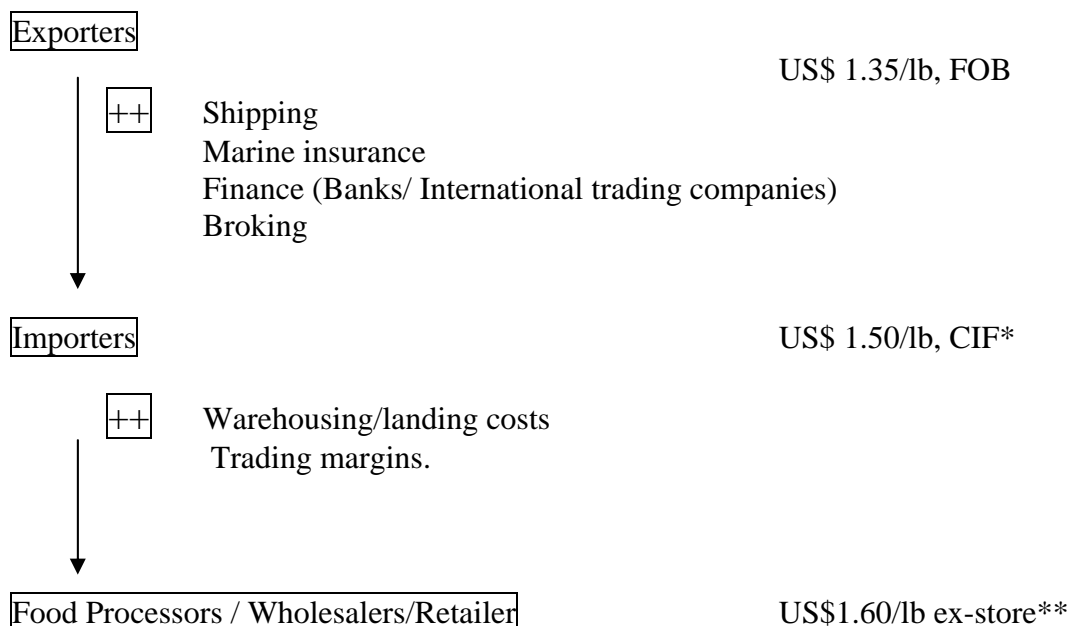 Exporters
US$ 1.35/lb, FOB
++ Shipping
Marine insurance
Finance (Banks/ International trading companies)
Broking
Importers US$ 1.50/lb, CIF*
++ Warehousing/landing costs
Trading margins.
Food Processors / Wholesalers/Retailer US$1.60/lb ex-store**